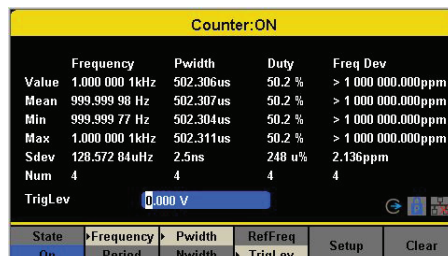 Counter:ON
Frequency Pwidth Duty Freq Dev
Value 1.000 000 1kHz 502.306us 50.2 % > 1 000 000.000ppm
Mean 999.999 98 Hz 502.307us 50.2 % > 1 000 000.000ppm
Min 999.999 77 Hz 502.304us 50.2 % > 1 000 000.000ppm
Max 1.000 000 1kHz 502.311us 50.2 % > 1 000 000.000ppm
Sdev 128.572 84uHz 2.5ns 248 u% 2.136ppm
Num 4 4 4 4
TrigLev 0.000 V
State Frequency Pwidth RefFreq Setup Clear
On Period Nwidth TrigLev